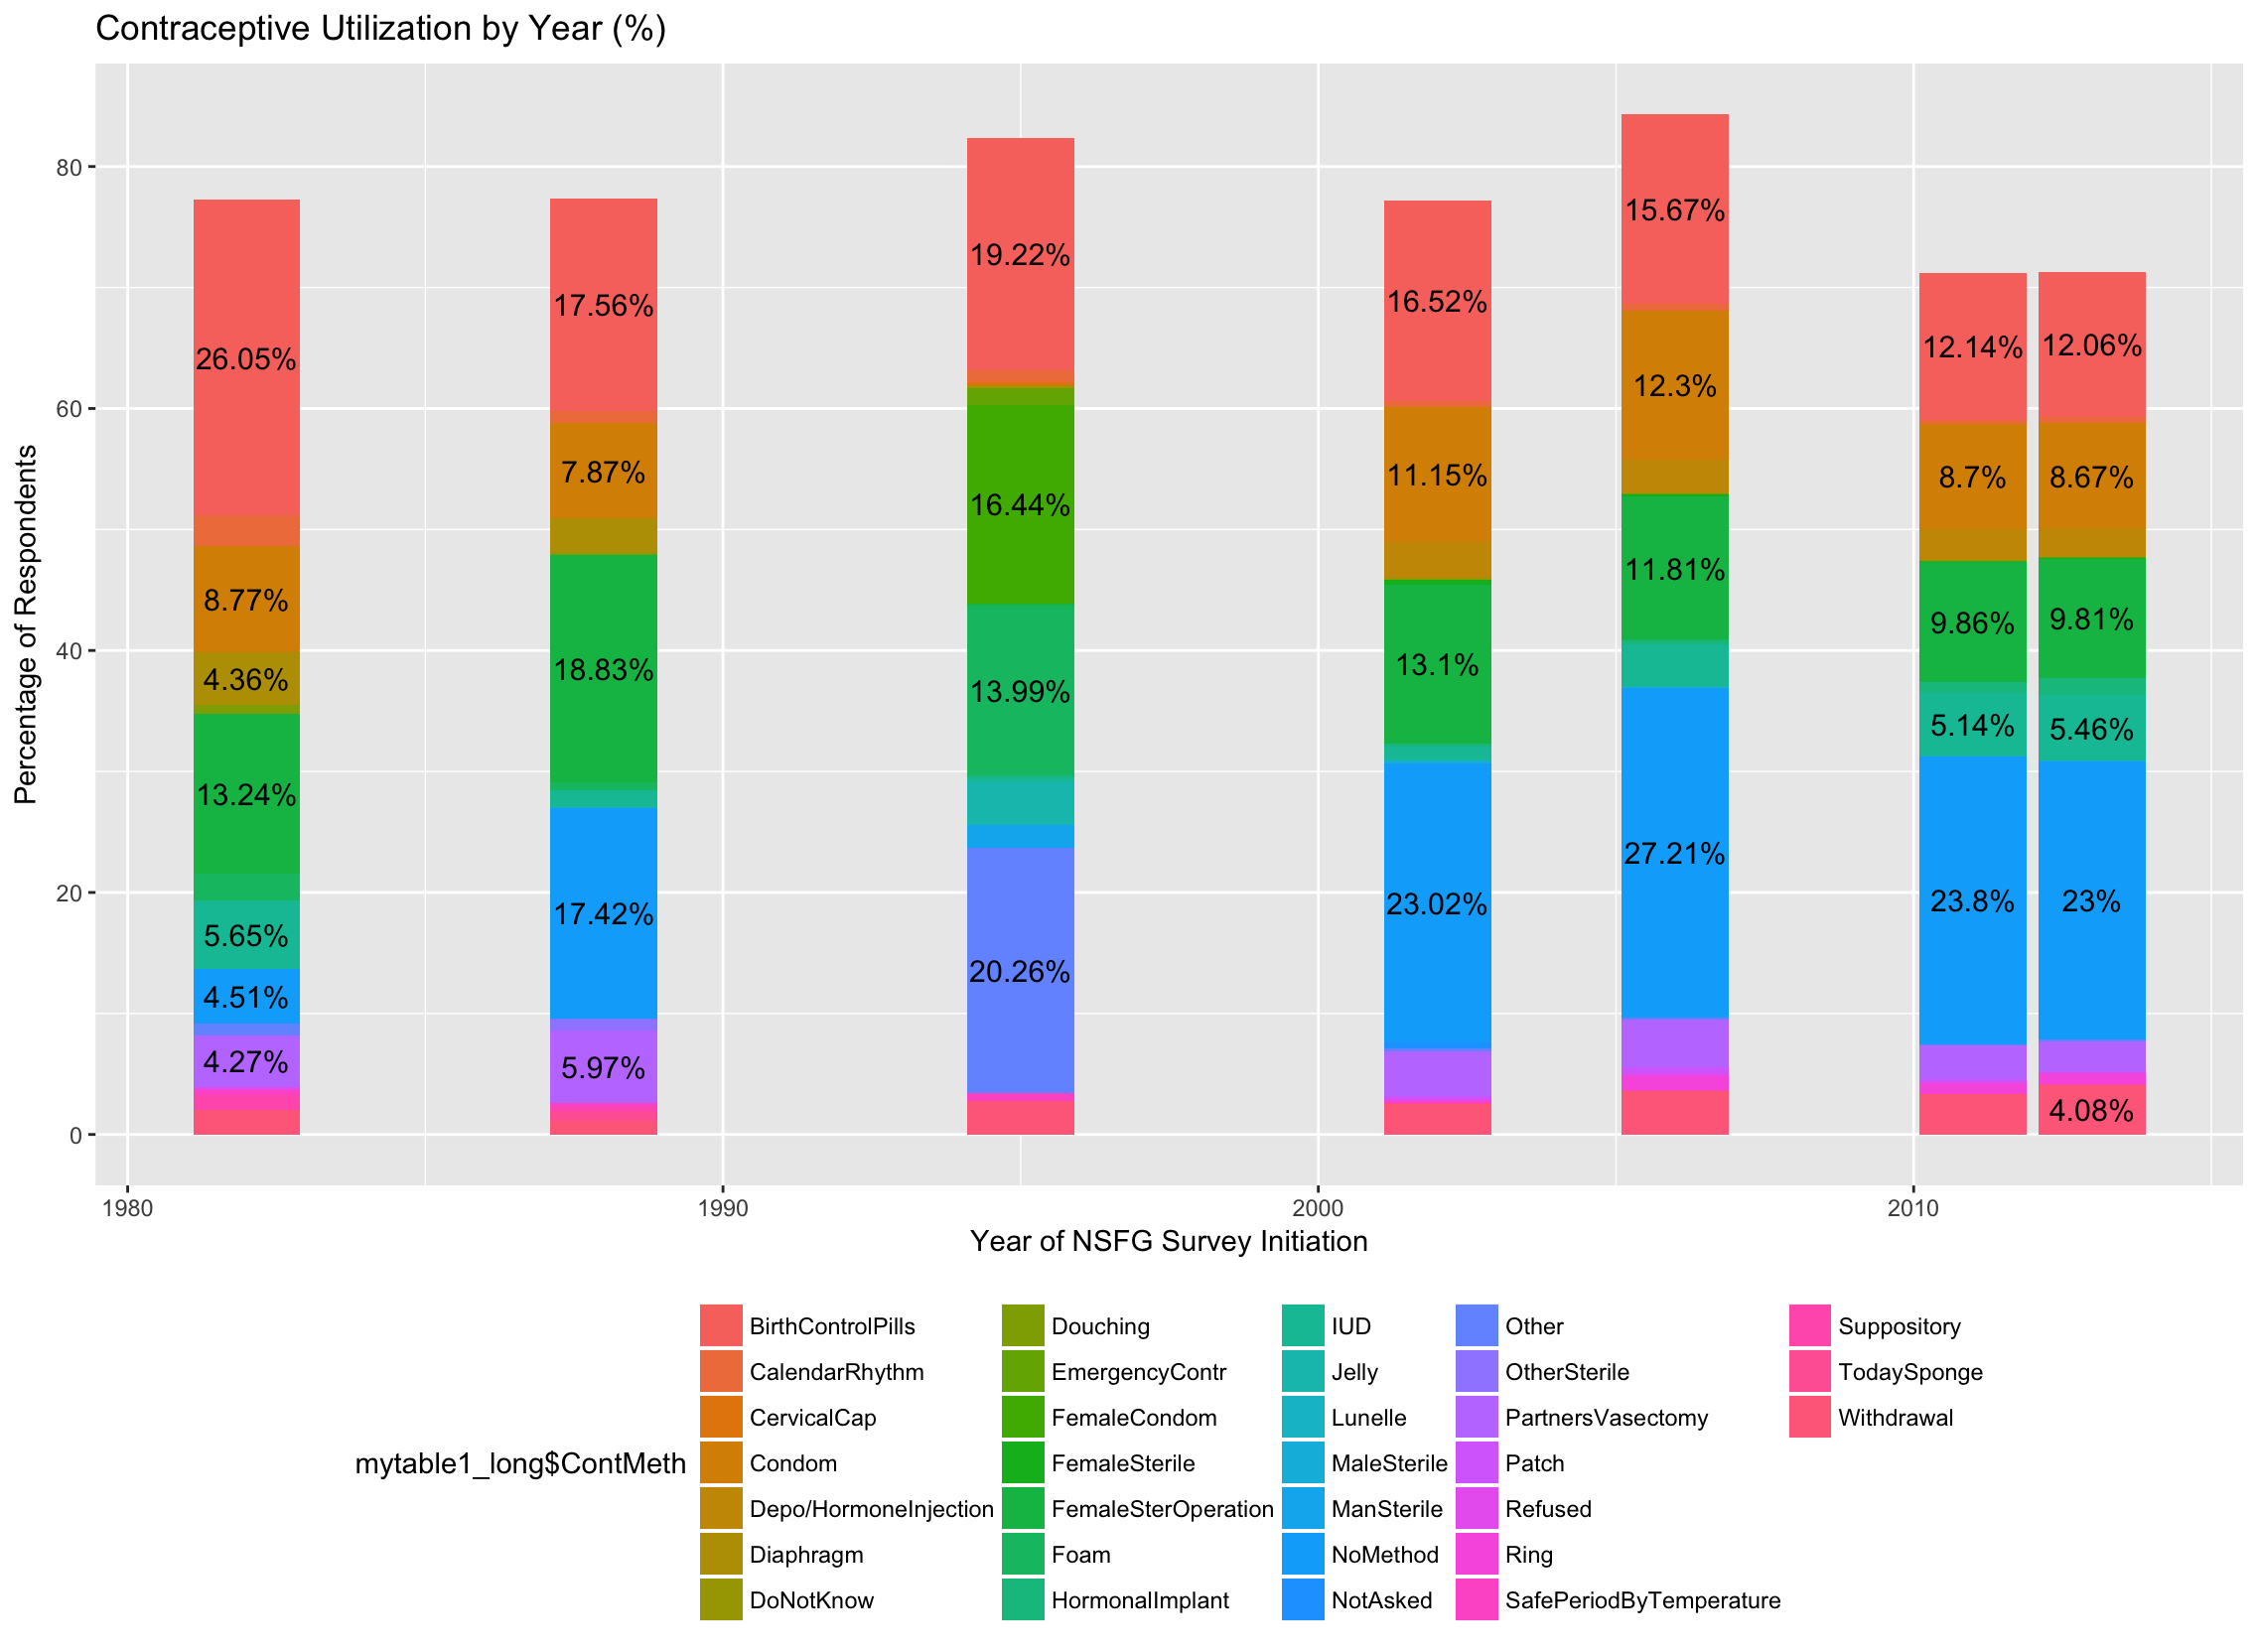 Contraceptive Utilization by Year (%)
Percentage of Respondents
80
60
40
20
0
26.05%
8.77%
4.36%
13.24%
5.65%
4.51%
4.27%
17.56%
7.87%
18.83%
17.42%
5.97%
19.22%
16.44%
13.99%
20.26%
16.52%
11.15%
13.1%
23.02%
15.67%
12.3%
11.81%
27.21%
12.14%
8.7%
9.86%
5.14%
23.8%
12.06%
8.67%
9.81%
5.46%
23%
4.08%
1980 1990 2000 2010
Year of NSFG Survey Initiation
mytable1_long$ContMeth
BirthControlPills
CalendarRhythm
CervicalCap
Condom
Depo/HormoneInjection
Diaphragm
DoNotKnow
Douching
EmergencyContr
FemaleCondom
FemaleSterile
FemaleSterOperation
Foam
HormonalImplant
IUD
Jelly
Lunelle
MaleSterile
ManSterile
NoMethod
NotAsked
Other
OtherSterile
PartnersVasectomy
Patch
Refused
Ring
SafePeriodByTemperature
Suppository
TodaySponge
Withdrawal